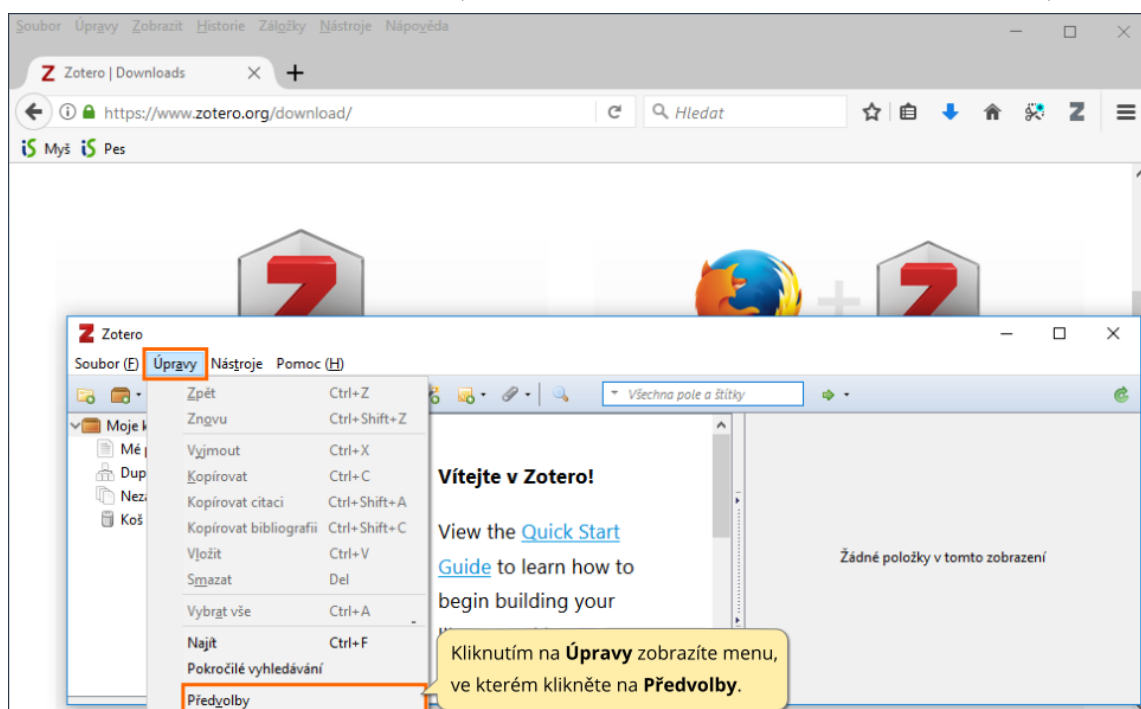 Soubor Úpravy Zobrazit Historie Záložky Nástroje Nápověda
Zotero | Downloads
https://www.zotero.org/download/
Hledat
Z
iS Myš iS Pes
Z Zotero
Soubor (F) Úpravy Nástroje Pomoc (H)
Všechna pole a štítky
Zpět Ctrl+Z
Znovu Ctrl+Shift+Z
Vyjmout Ctrl+X
Kopírovat Ctrl+C
Kopírovat citaci Ctrl+Shift+A
Kopírovat bibliografii Ctrl+Shift+C
Vložit Ctrl+V
Smazat Del
Vybrat vše Ctrl+A
Najít Ctrl+F
Pokročilé vyhledávání
Předvolby
Moje
Mé
Dup
Koš
Vítejte v Zotero!
View the Quick Start
Guide to learn how to
begin building your
Žádné položky v tomto zobrazení
Kliknutím na Úpravy zobrazíte menu,
ve kterém klikněte na Předvolby.